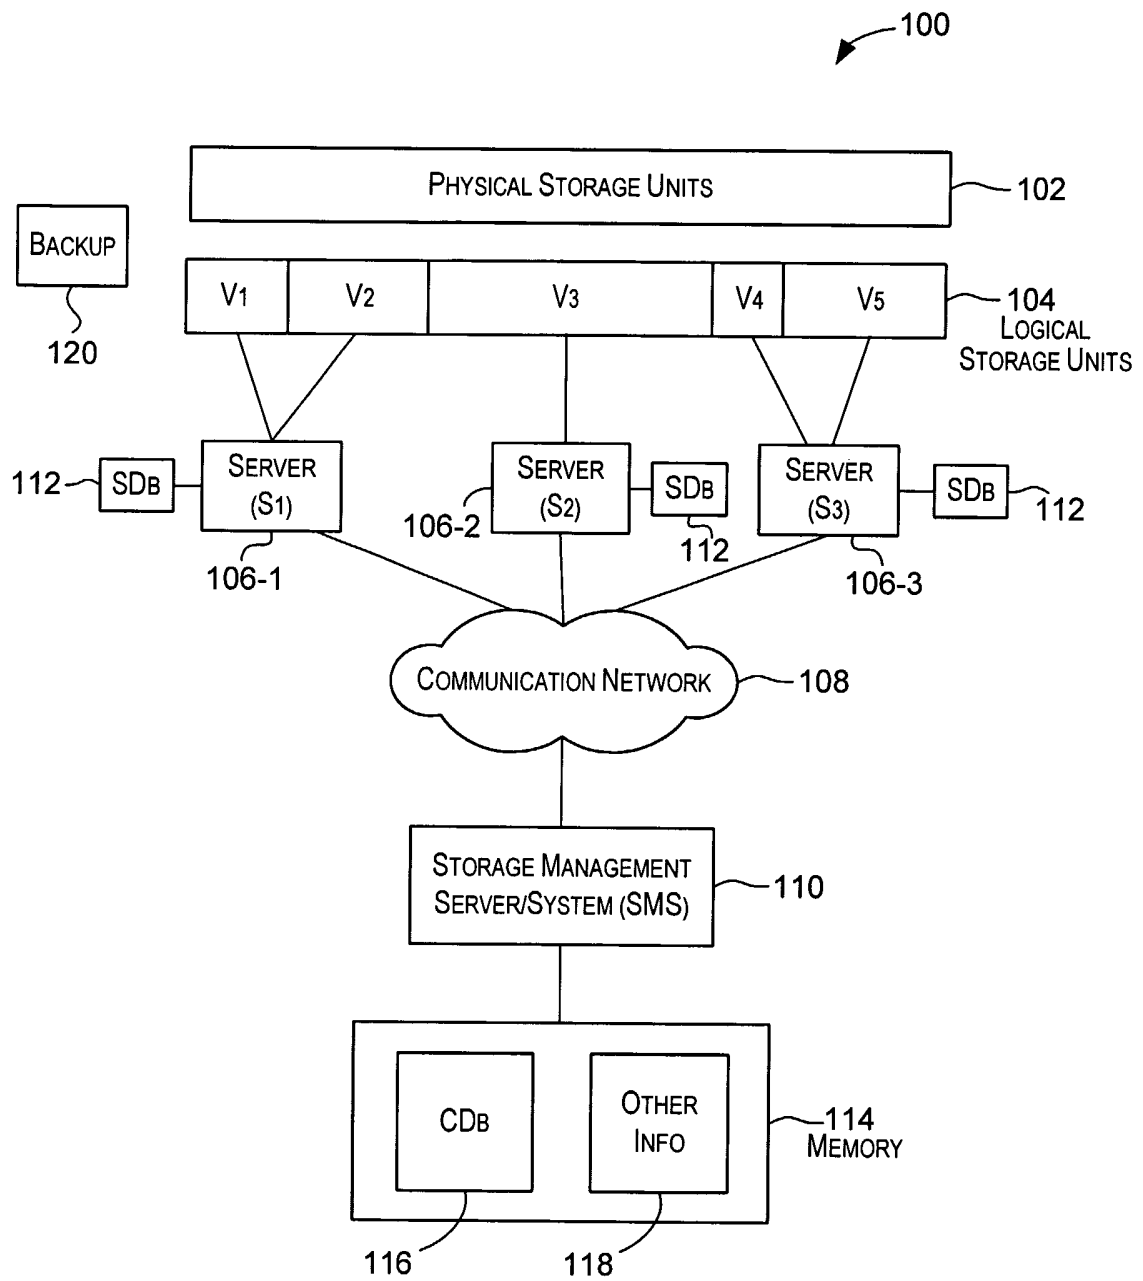 100
PHYSICAL STORAGE UNITS
102
BACKUP
120
V1
V2
V3
V4
V5
104
LOGICAL
STORAGE UNITS
112
SDB
SERVER
(S1)
106-1
SERVER
(S2)
106-2
SDB
112
SERVER
(S3)
106-3
SDB
112
COMMUNICATION NETWORK
108
STORAGE MANAGEMENT
SERVER/SYSTEM (SMS)
110
CDB
OTHER
INFO
114
MEMORY
116
118